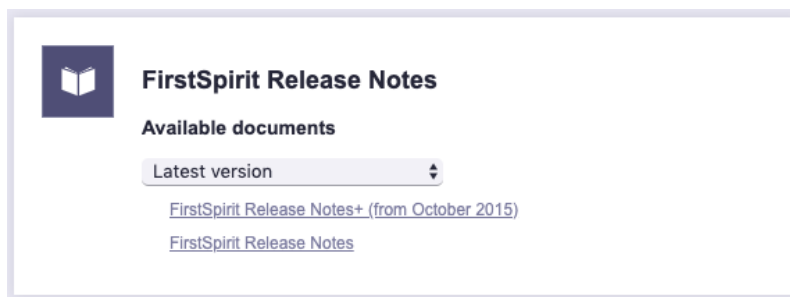 FirstSpirit Release Notes
Available documents
Latest version
FirstSpirit Release Notes+ (from October 2015)
FirstSpirit Release Notes